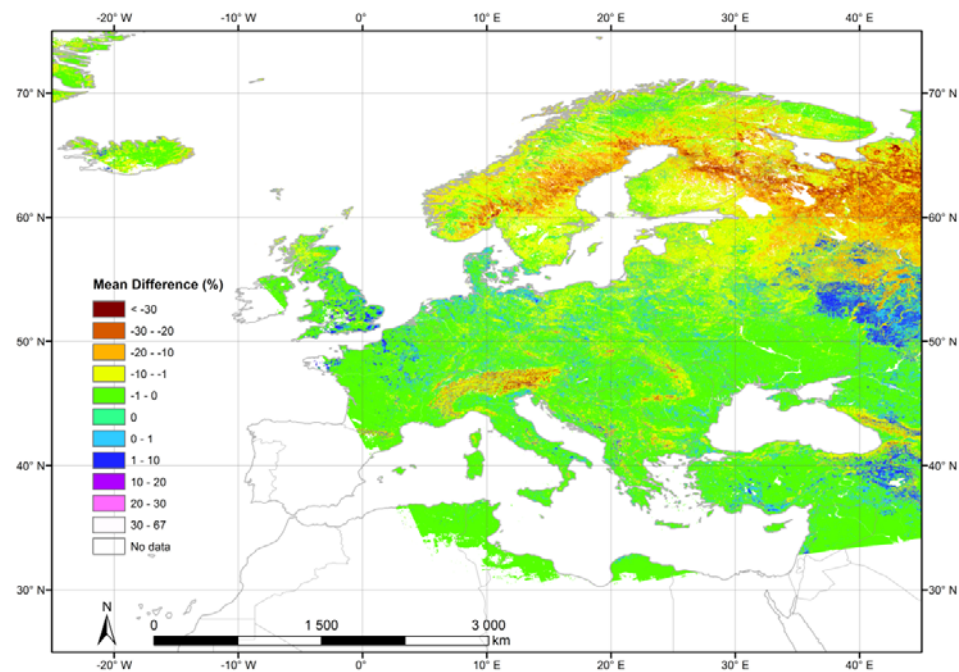 -20° W -10° W 0° 10° E 20° E 30° E 40° E
70° N 70° N
60° N 60° N
Mean Difference (%)
< -30
-30 - -20
-20 - -10
-10 - -1
-1 - 0
0
0 - 1
1 - 10
10 - 20
20 - 30
30 - 67
No data
50° N 50° N
40° N 40° N
30° N 30° N
N
0 1 500 3 000
km
-20° W -10° W 0° 10° E 20° E 30° E 40° E